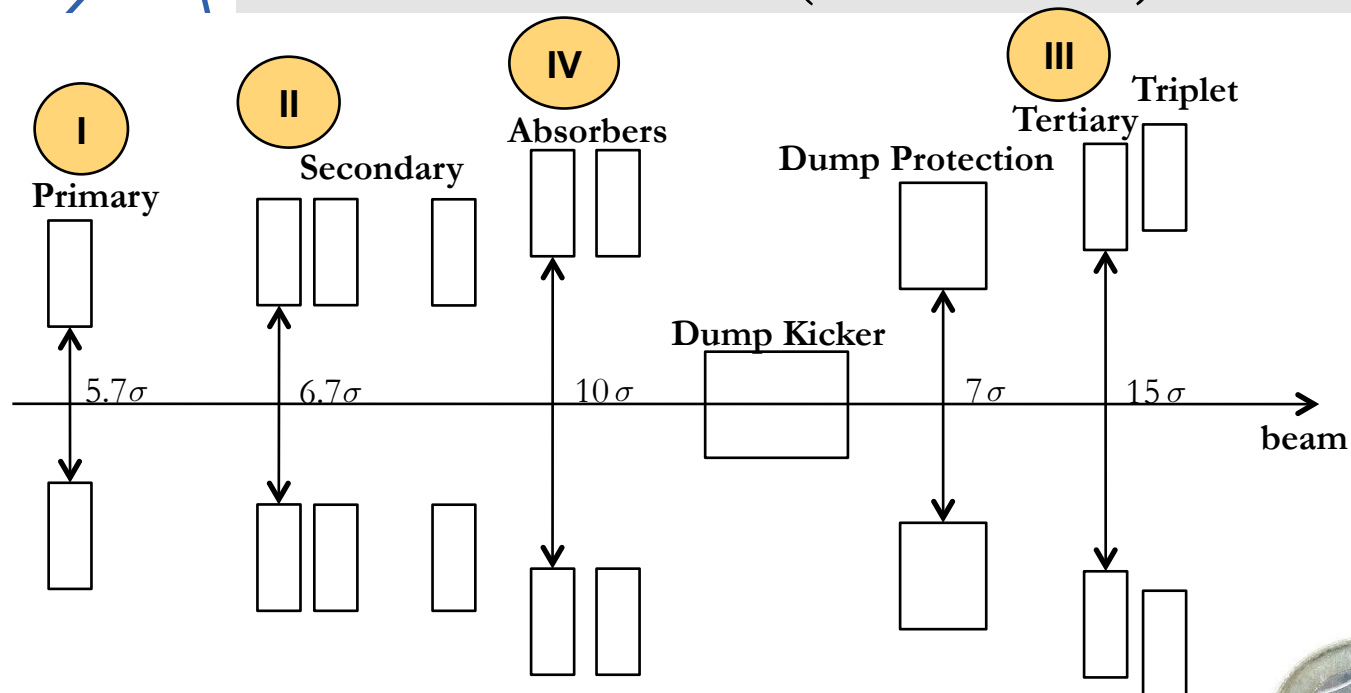 I
Primary
II
Secondary
IV
Absorbers
III
Tertiary
Triplet
Dump Protection
Dump Kicker
5.7σ
6.7σ
10σ
7σ
15σ
beam